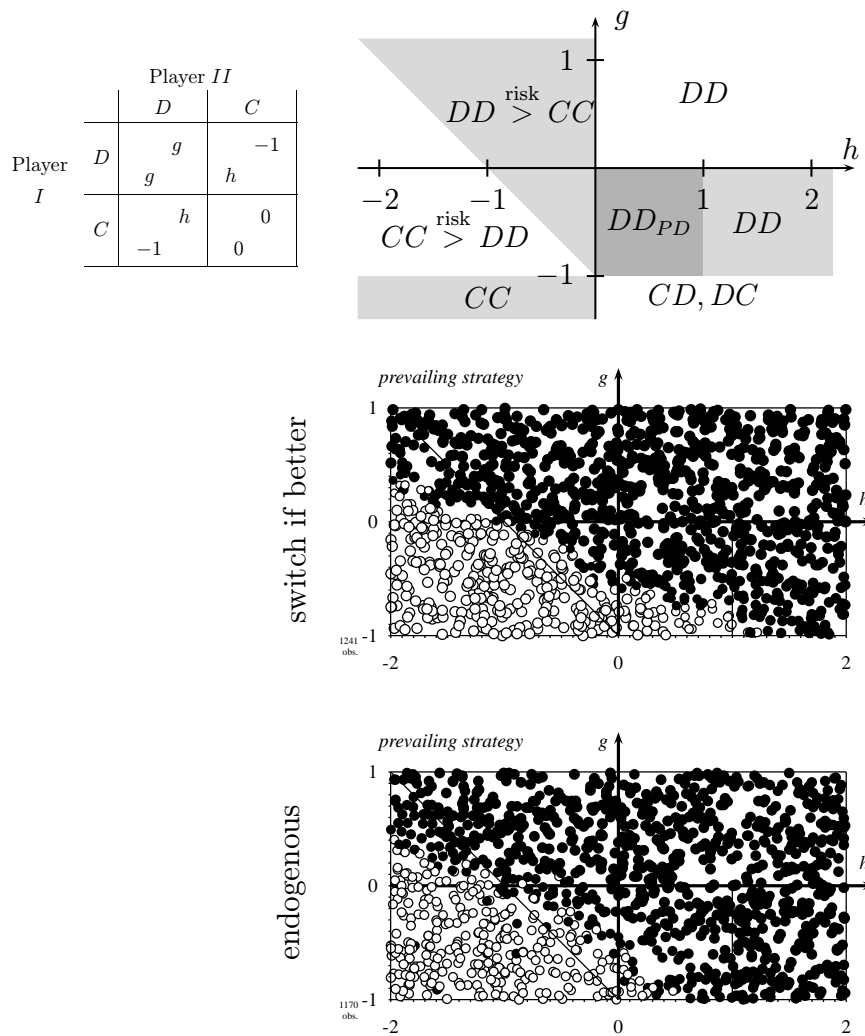 Player II
D C
Player
I
D
g
g
−1
h
C
h
−1
0
0
g
h
1
−1
−2 −1 1 2
DD
DD risk > CC
CC risk > DD
DD_PD
DD
CC
CD, DC
switch if better
prevailing strategy
g
h
1
0
-1
1241
obs.
-2 0 2
endogenous
prevailing strategy
g
h
1
0
-1
1170
obs.
-2 0 2